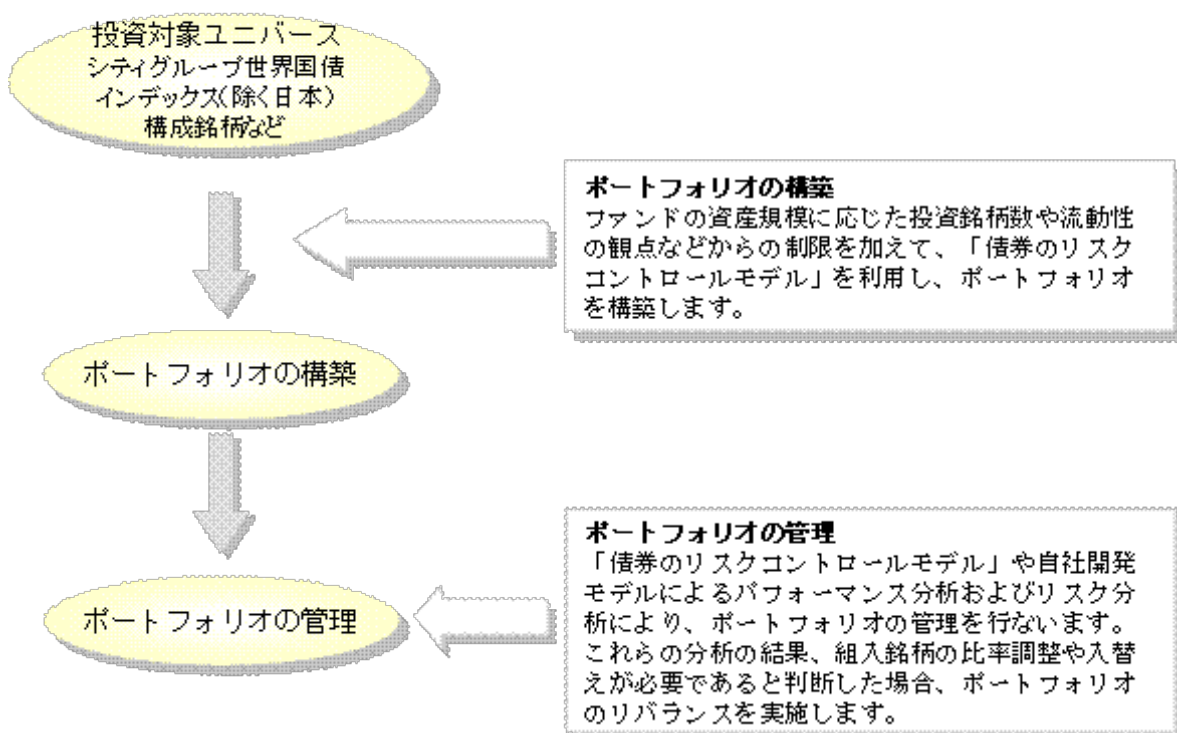 投資対象ユニバース
シティグループ世界国債
インデックス(除く日本)
構成銘柄など
ポートフォリオの構築
ファンドの資産規模に応じた投資銘柄数や流動性
の観点などからの制限を加えて、「債券のリスク
コントロールモデル」を利用し、ポートフォリオ
を構築します。
ポートフォリオの構築
ポートフォリオの管理
「債券のリスクコントロールモデル」や自社開発
モデルによるパフォーマンス分析およびリスク分
析により、ポートフォリオの管理を行ないます。
これらの分析の結果、組入銘柄の比率調整や入替
えが必要であると判断した場合、ポートフォリオ
のリバランスを実施します。
ポートフォリオの管理